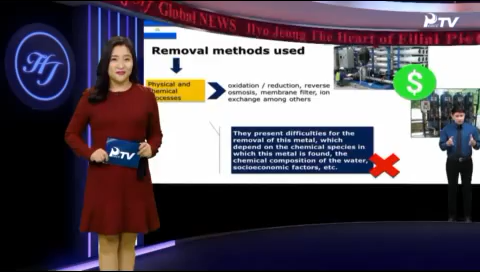 Global NEWS Hyo Jeung The Heart of Filial Piet
PTV
HJ
Removal methods used
Physical and
Chemical
Processes
oxidation / reduction, reverse
osmosis, membrane filter, ion
exchange among others
$
They present difficulties for the
removal of this metal, which
depend on the chemical species in
which this metal is found, the
chemical composition of the water,
socioeconomic factors, etc.
PTV